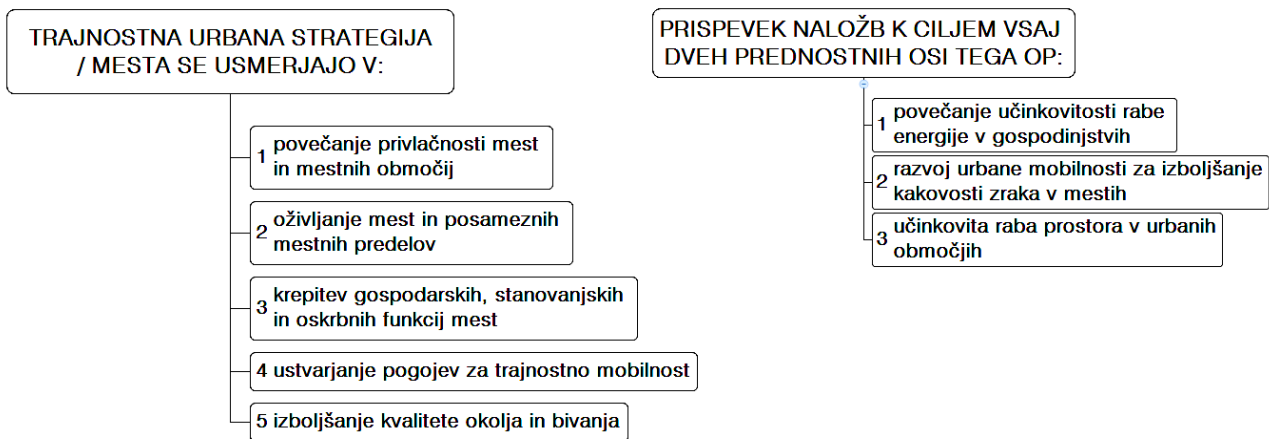 TRAJNOSTNA URBANA STRATEGIJA
/ MESTA SE USMERJAJO V:
1 povečanje privlačnosti mest
in mestnih območij
2 oživljanje mest in posameznih
mestnih predelov
3 krepitev gospodarskih, stanovanjskih
in oskrbnih funkcij mest
4 ustvarjanje pogojev za trajnostno mobilnost
5 izboljšanje kvalitete okolja in bivanja
PRISPEVEK NALOŽB K CILJEM VSAJ
DVEH PREDNOSTNIH OSI TEGA OP:
1 povečanje učinkovitosti rabe
energije v gospodinjstvih
2 razvoj urbane mobilnosti za izboljšanje
kakovosti zraka v mestih
3 učinkovita raba prostora v urbanih
območjih